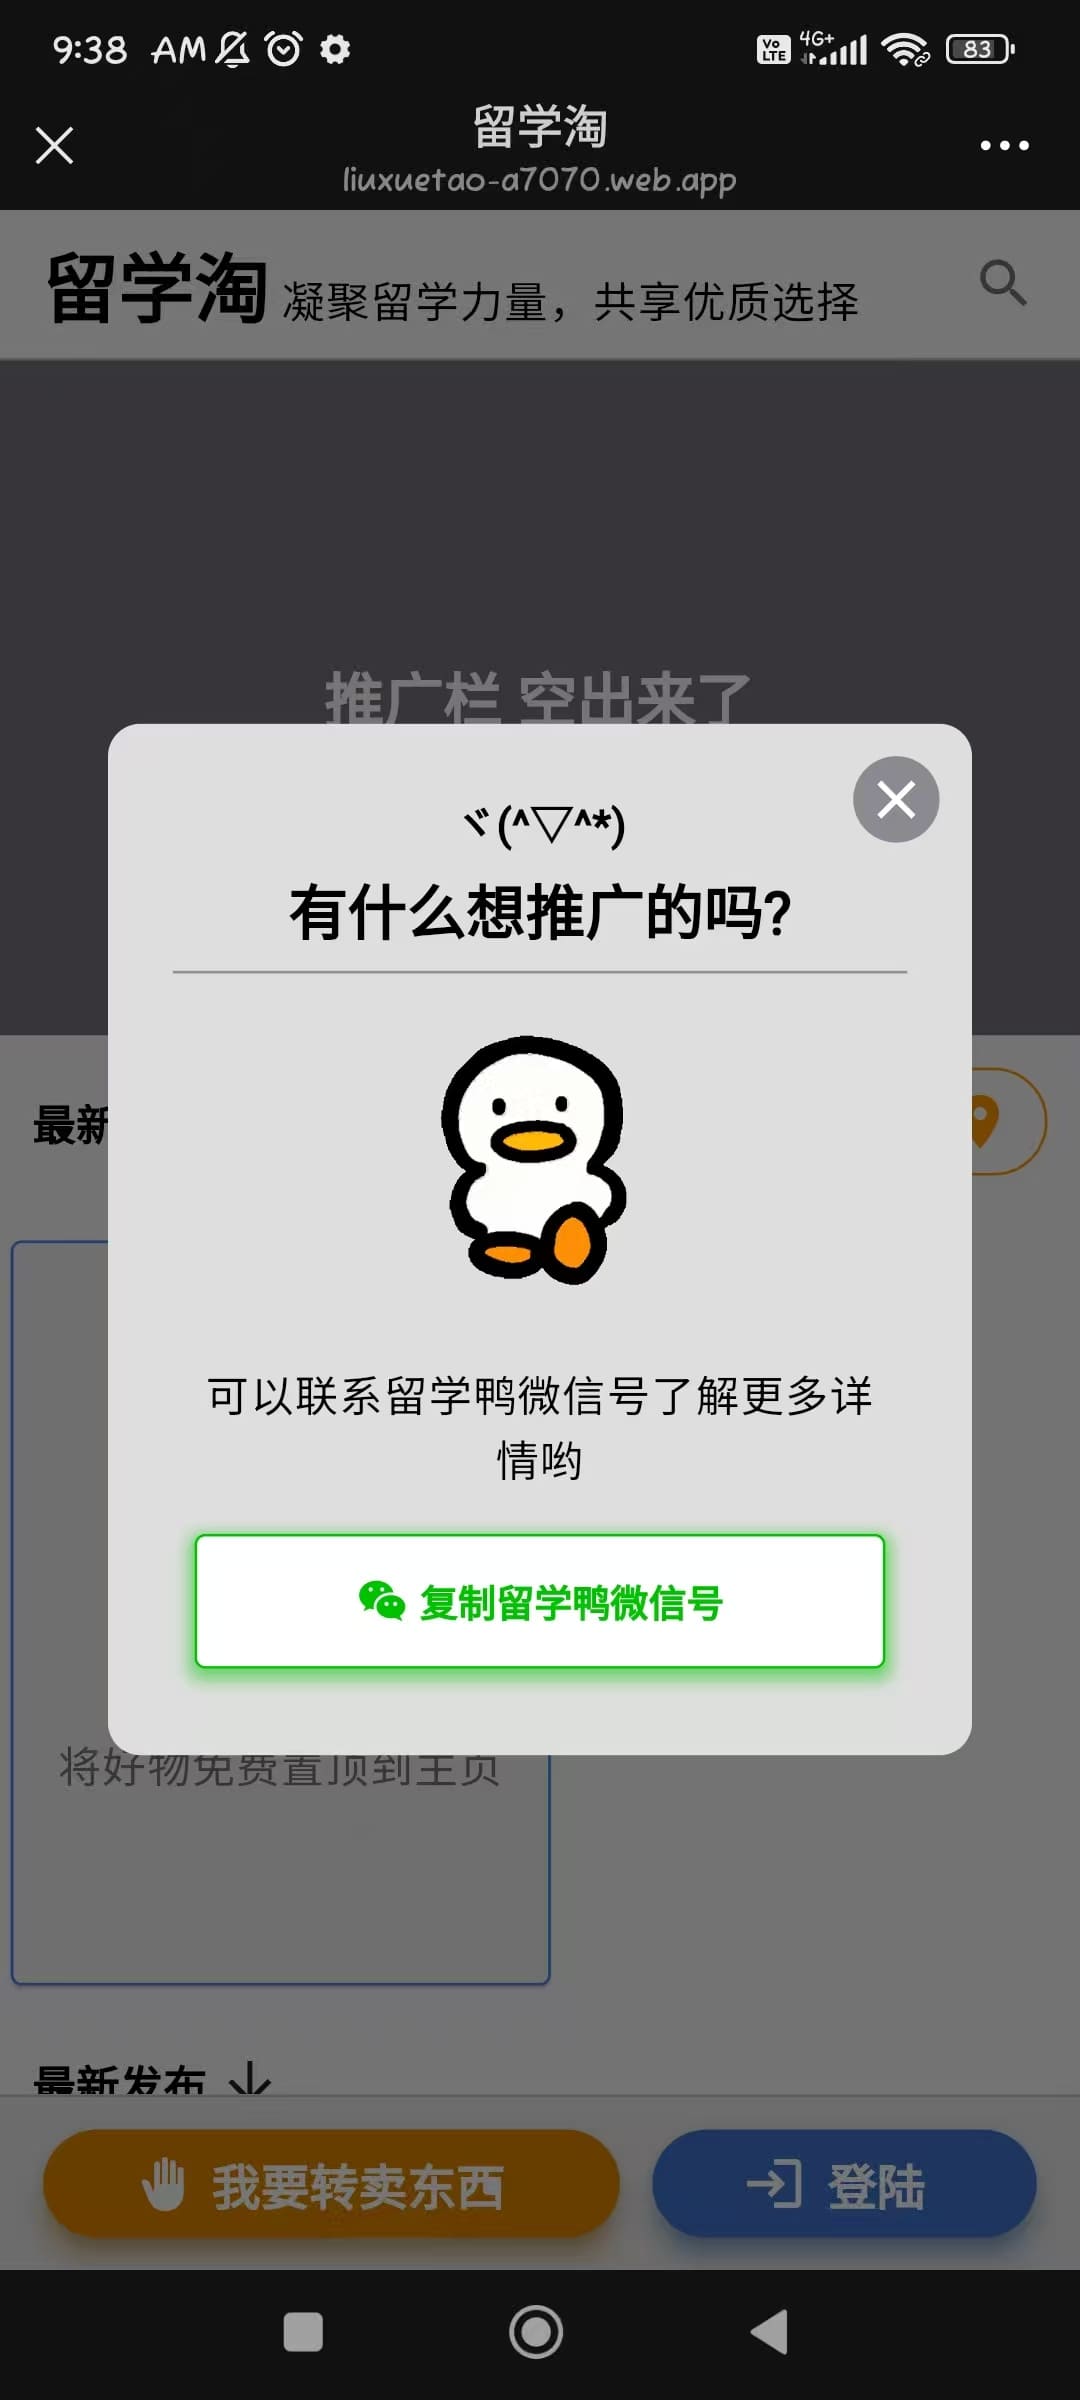 9:38 AM
Vo LTE 4G+ 83
留学淘
liuxuetao-a7070.web.app
留学淘 凝聚留学力量，共享优质选择
推广栏 空出来了
ヾ(^▽^*)
有什么想推广的吗?
最新
可以联系留学鸭微信号了解更多详
情哟
复制留学鸭微信号
将好物免费置顶到主页
最新发布 ↓
我要转卖东西
登陆